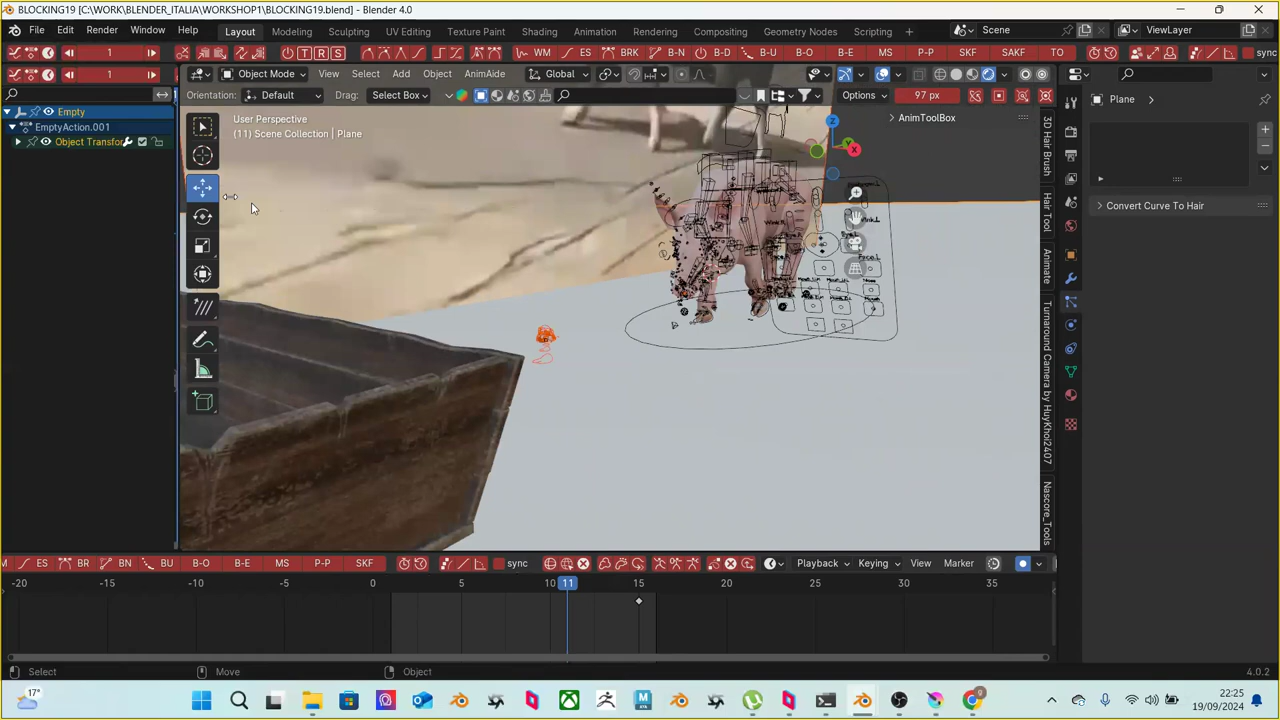 BLOCKING19 [C:\WORK\BLENDER_ITALIA\WORKSHOP1\BLOCKING19.blend] - Blender 4.0
File Edit Render Window Help Layout Modeling Sculpting UV Editing Texture Paint Shading Animation Rendering Compositing Geometry Nodes Scripting Scene ViewLayer
1 WM ES BRK B-N B-D B-U B-O B-E MS P-P SKF SAKF TO sync
T R S
1 Object Mode View Select Add Object AnimAide Global
Orientation: Default Drag: Select Box Options 97 px Plane
Empty
EmptyAction.001
Object Transfor
User Perspective
(11) Scene Collection | Plane
AnimToolBox
Z
Y
X
3D Hair Brush
Hair Tool
Animate
Turnaround Camera by HuyKhoi2407
Nascore_Tools
Convert Curve To Hair
ES BR BN BU B-O B-E MS P-P SKF sync Playback Keying View Marker
-20 -15 -10 -5 0 5 10 11 15 20 25 30 35
Select Move Object 4.0.2
17°
22:25
19/09/2024